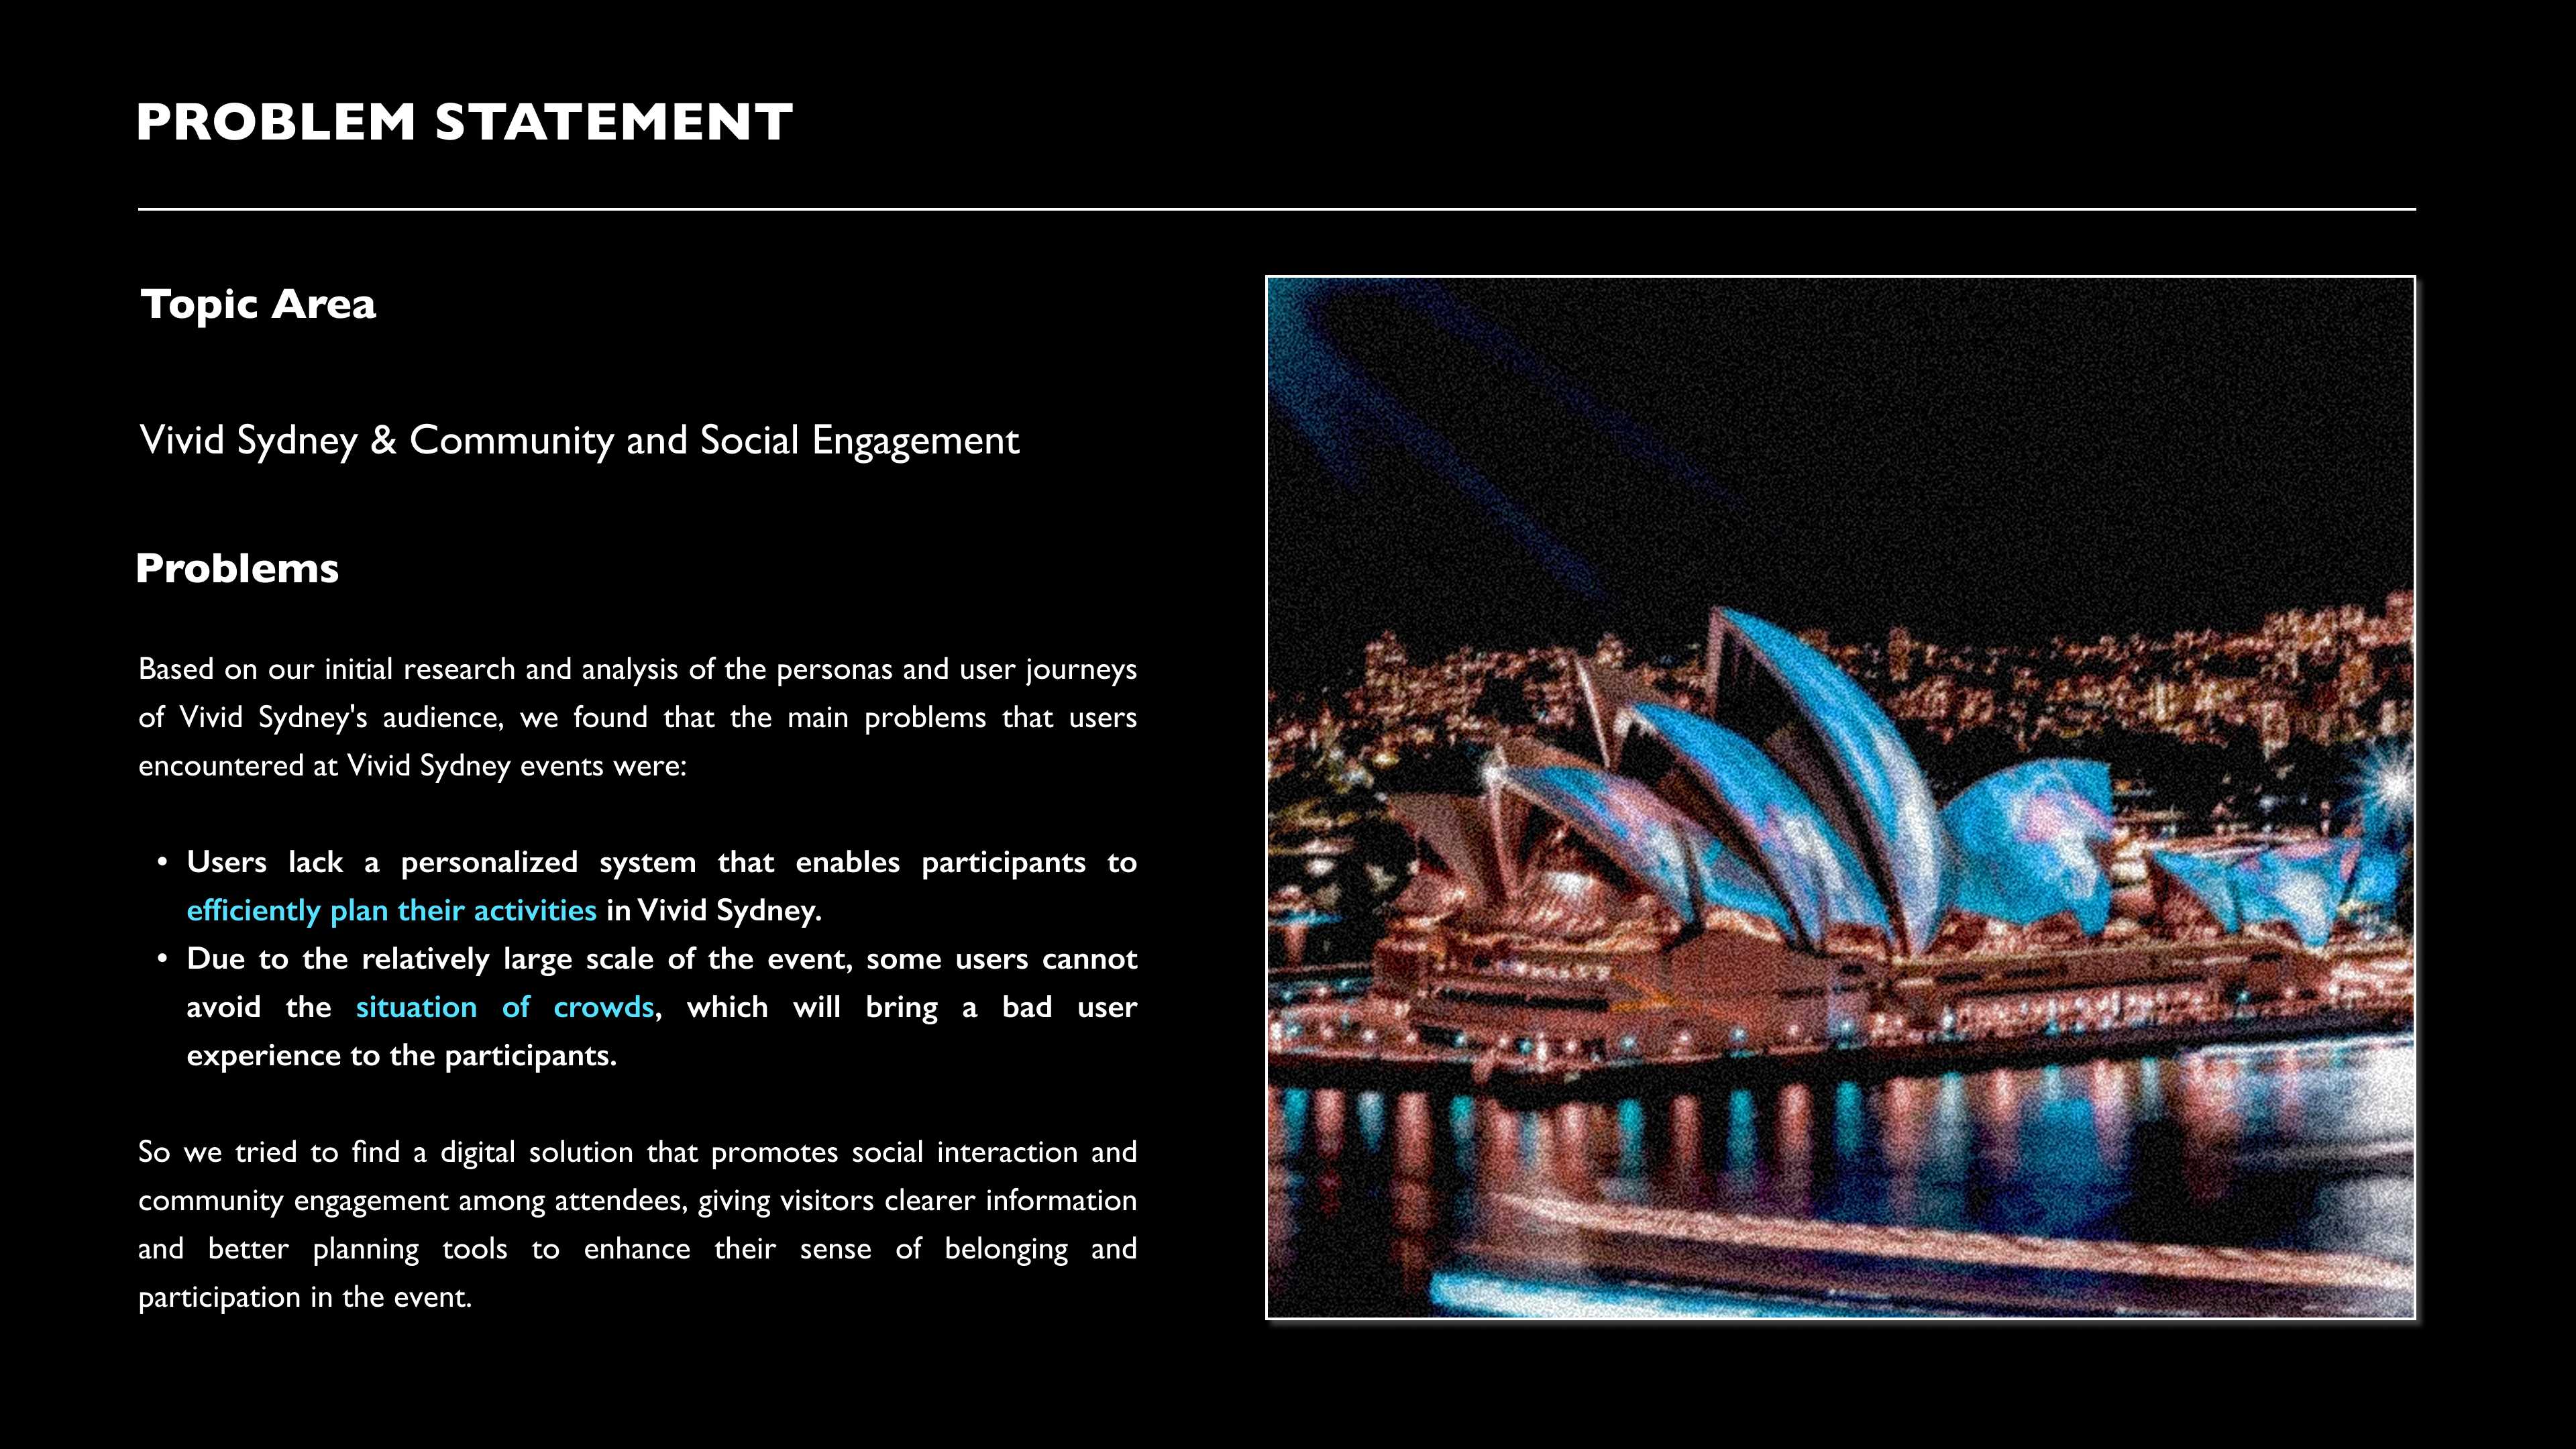 PROBLEM STATEMENT
Topic Area
Vivid Sydney & Community and Social Engagement
Problems
Based on our initial research and analysis of the personas and user journeys
of Vivid Sydney's audience, we found that the main problems that users
encountered at Vivid Sydney events were:
• Users lack a personalized system that enables participants to
efficiently plan their activities in Vivid Sydney.
• Due to the relatively large scale of the event, some users cannot
avoid the situation of crowds, which will bring a bad user
experience to the participants.
So we tried to find a digital solution that promotes social interaction and
community engagement among attendees, giving visitors clearer information
and better planning tools to enhance their sense of belonging and
participation in the event.